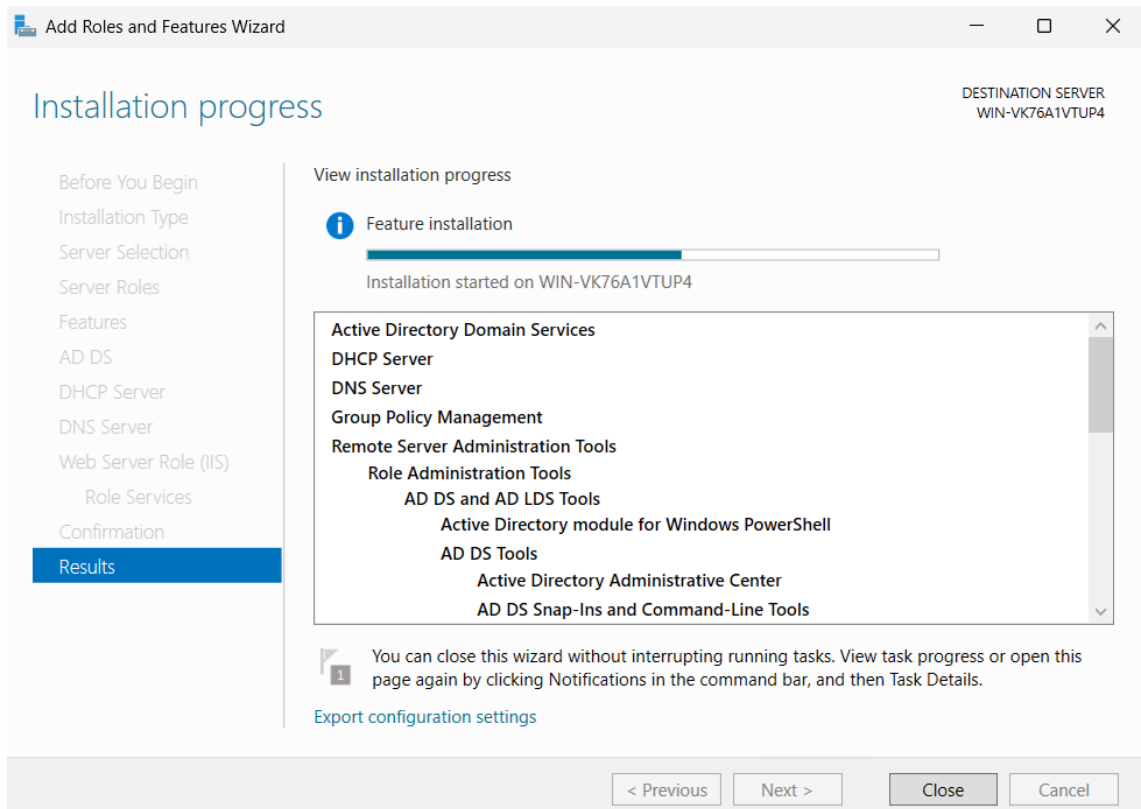 Add Roles and Features Wizard
Installation progress
DESTINATION SERVER
WIN-VK76A1VTUP4
Before You Begin
Installation Type
Server Selection
Server Roles
Features
AD DS
DHCP Server
DNS Server
Web Server Role (IIS)
Role Services
Confirmation
Results
View installation progress
Feature installation
Installation started on WIN-VK76A1VTUP4
Active Directory Domain Services
DHCP Server
DNS Server
Group Policy Management
Remote Server Administration Tools
Role Administration Tools
AD DS and AD LDS Tools
Active Directory module for Windows PowerShell
AD DS Tools
Active Directory Administrative Center
AD DS Snap-Ins and Command-Line Tools
1
You can close this wizard without interrupting running tasks. View task progress or open this
page again by clicking Notifications in the command bar, and then Task Details.
Export configuration settings
< Previous
Next >
Close
Cancel